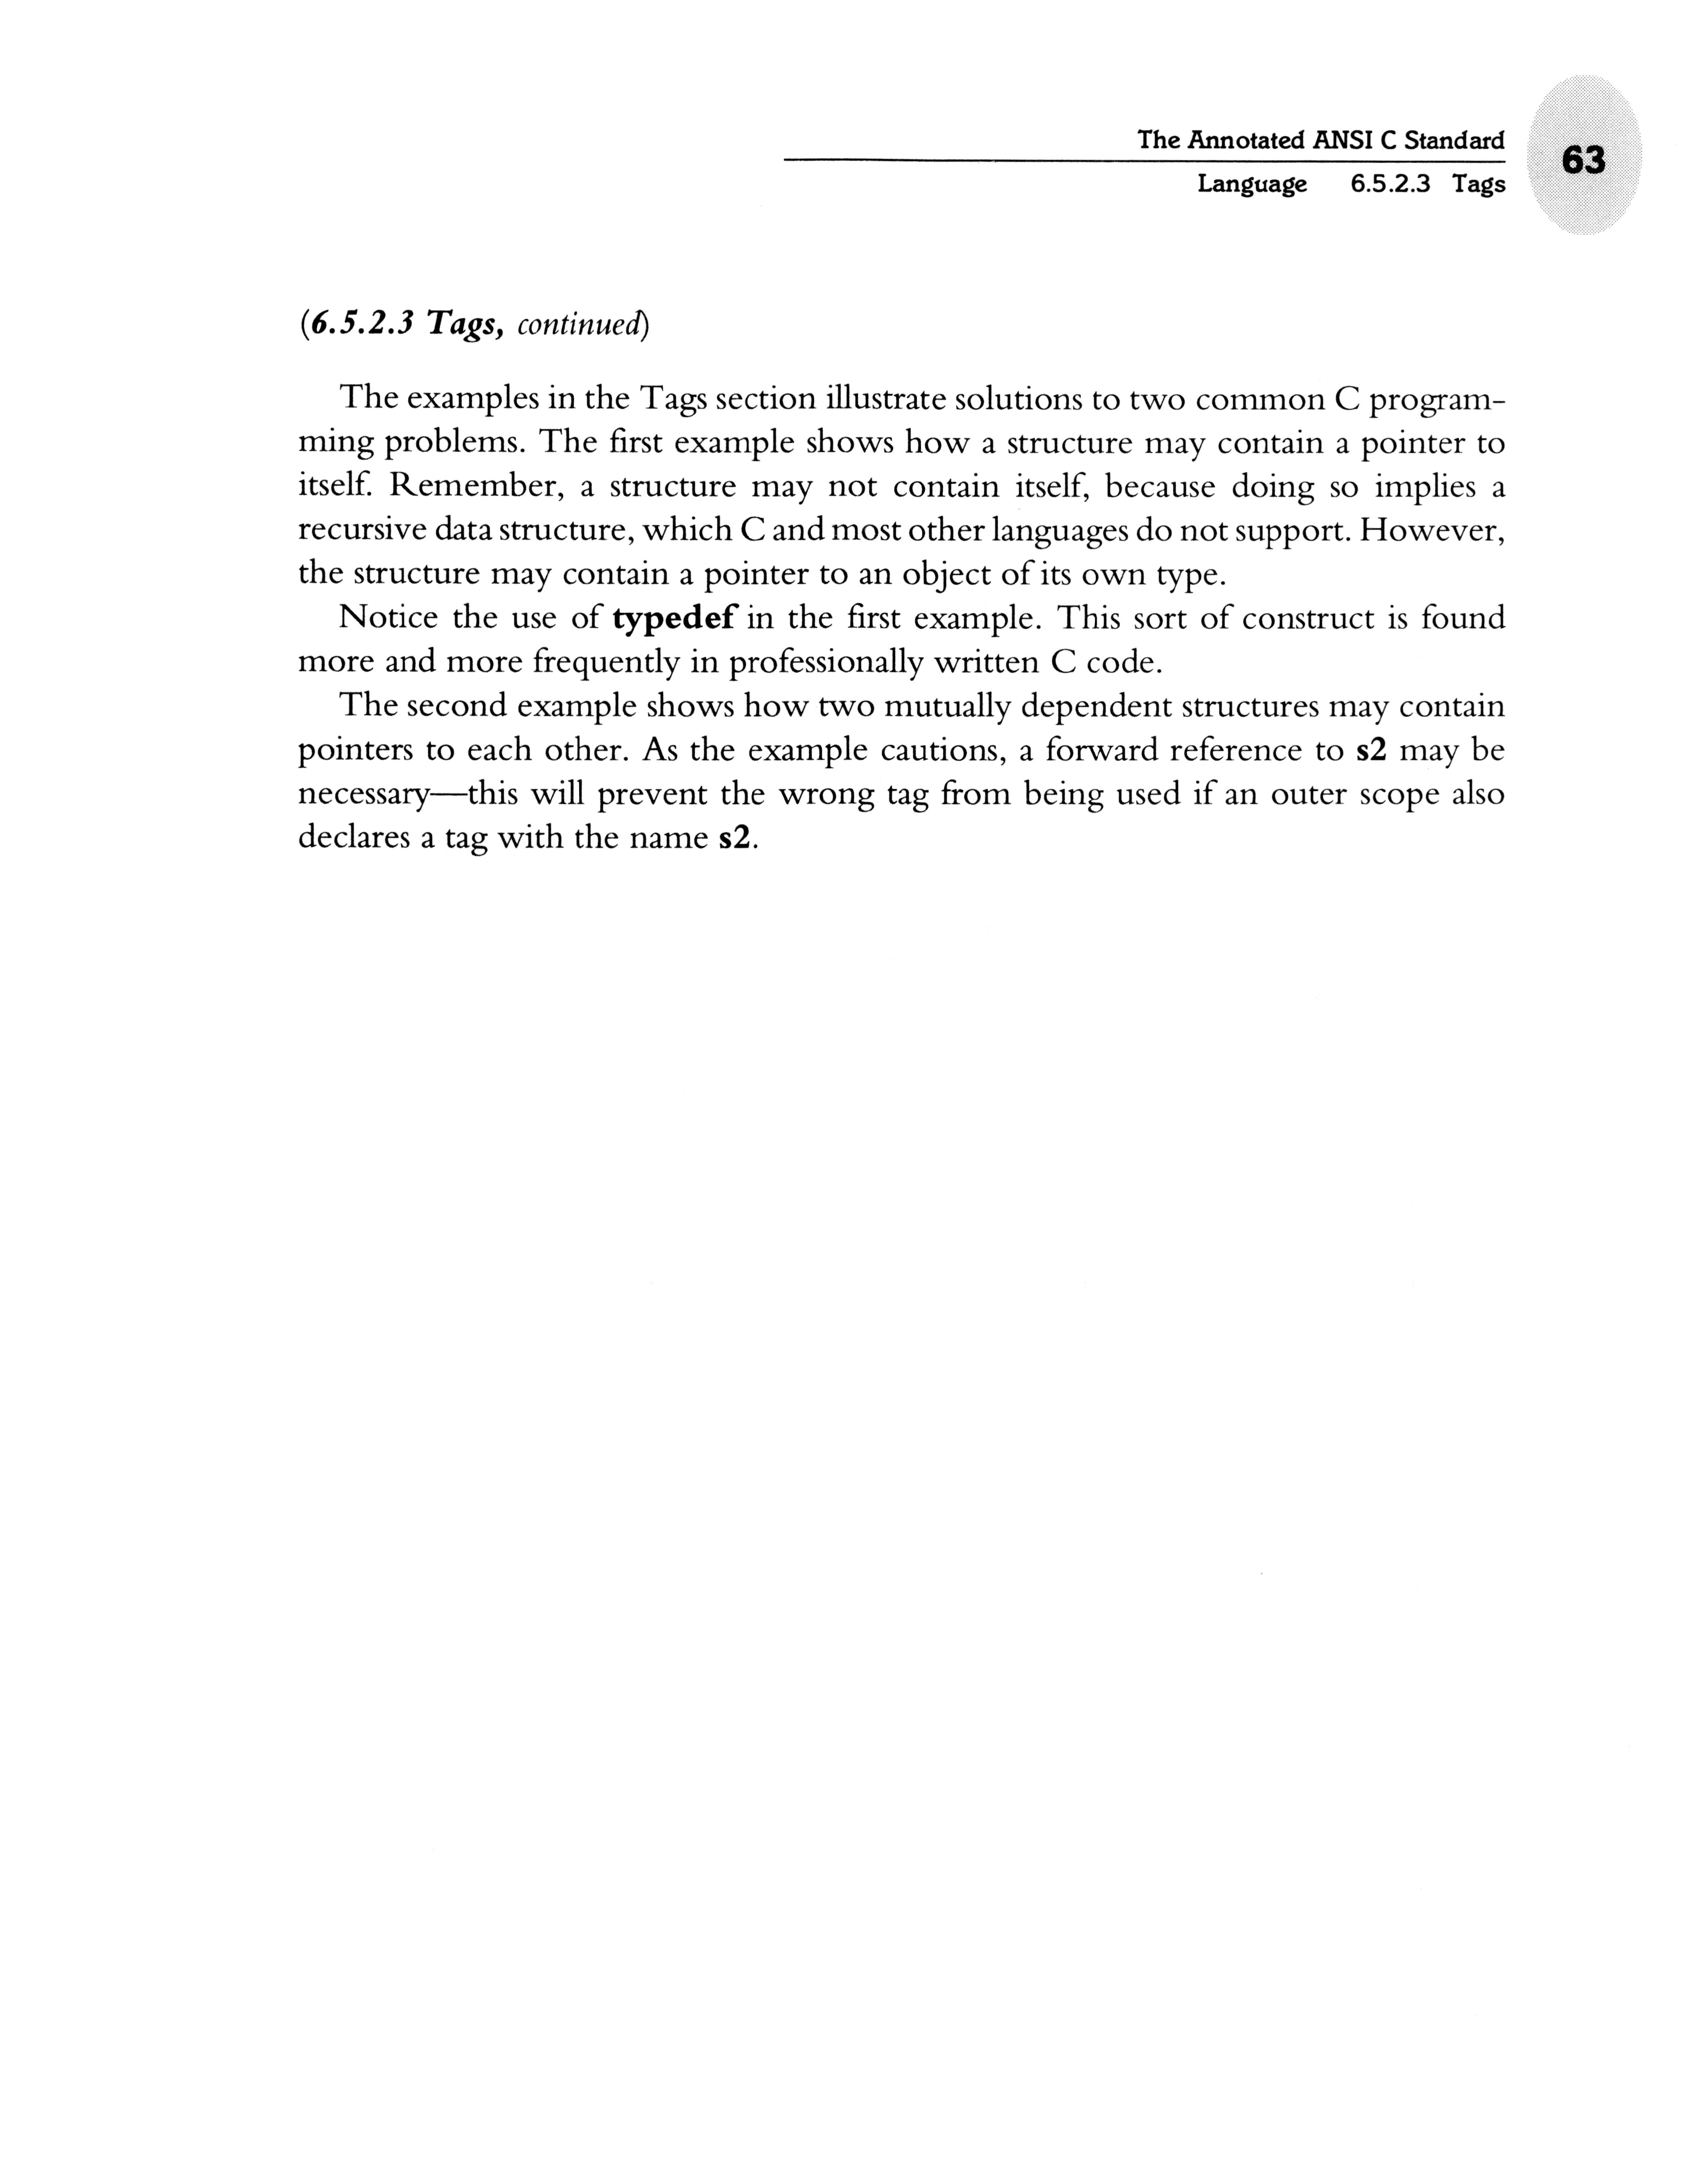 The Annotated ANSI C Standard
63
Language 6.5.2.3 Tags
(6.5.2.3 Tags, continued)
The examples in the Tags section illustrate solutions to two common C program-
ming problems. The first example shows how a structure may contain a pointer to
itself. Remember, a structure may not contain itself, because doing so implies a
recursive data structure, which C and most other languages do not support. However,
the structure may contain a pointer to an object of its own type.
Notice the use of typedef in the first example. This sort of construct is found
more and more frequently in professionally written C code.
The second example shows how two mutually dependent structures may contain
pointers to each other. As the example cautions, a forward reference to s2 may be
necessary—this will prevent the wrong tag from being used if an outer scope also
declares a tag with the name s2.